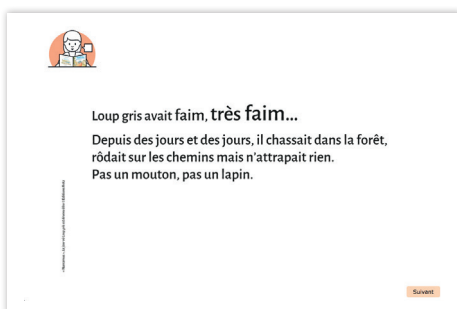 Loup gris avait faim, très faim...
Depuis des jours et des jours, il chassait dans la forêt,
rôdait sur les chemins mais n'attrapait rien.
Pas un mouton, pas un lapin.
Suivant